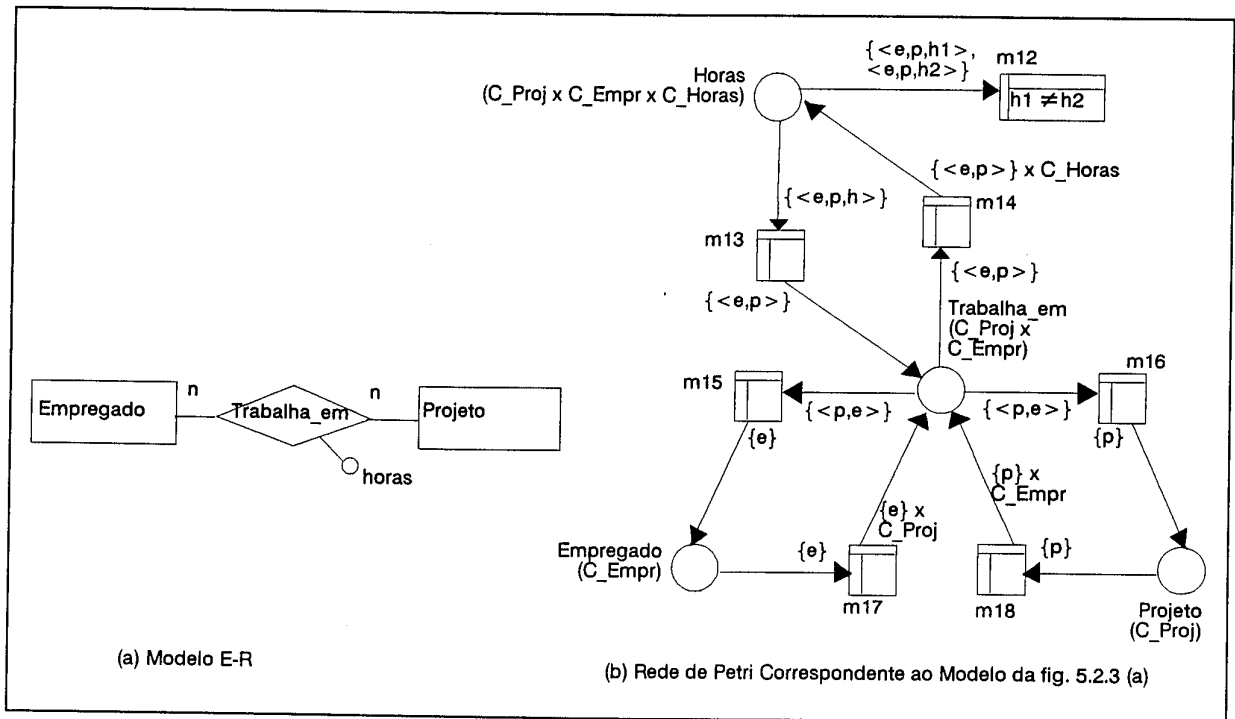 Empregado
n
Trabalha_em
n
Projeto
horas
(a) Modelo E-R
Horas
(C_Proj x C_Empr x C_Horas)
{<e,p,h1>,
<e,p,h2>}
m12
h1 ≠h2
{<e,p>} x C_Horas
{<e,p,h>}
m14
m13
{<e,p>}
{<e,p>}
Trabalha_em
(C_Proj x
C_Empr)
m15
m16
{<p,e>}
{<p,e>}
{e}
{p}
{p} x
C_Empr
{e} x
C_Proj
Empregado
(C_Empr)
{e}
{p}
m17
m18
Projeto
(C_Proj)
(b) Rede de Petri Correspondente ao Modelo da fig. 5.2.3 (a)